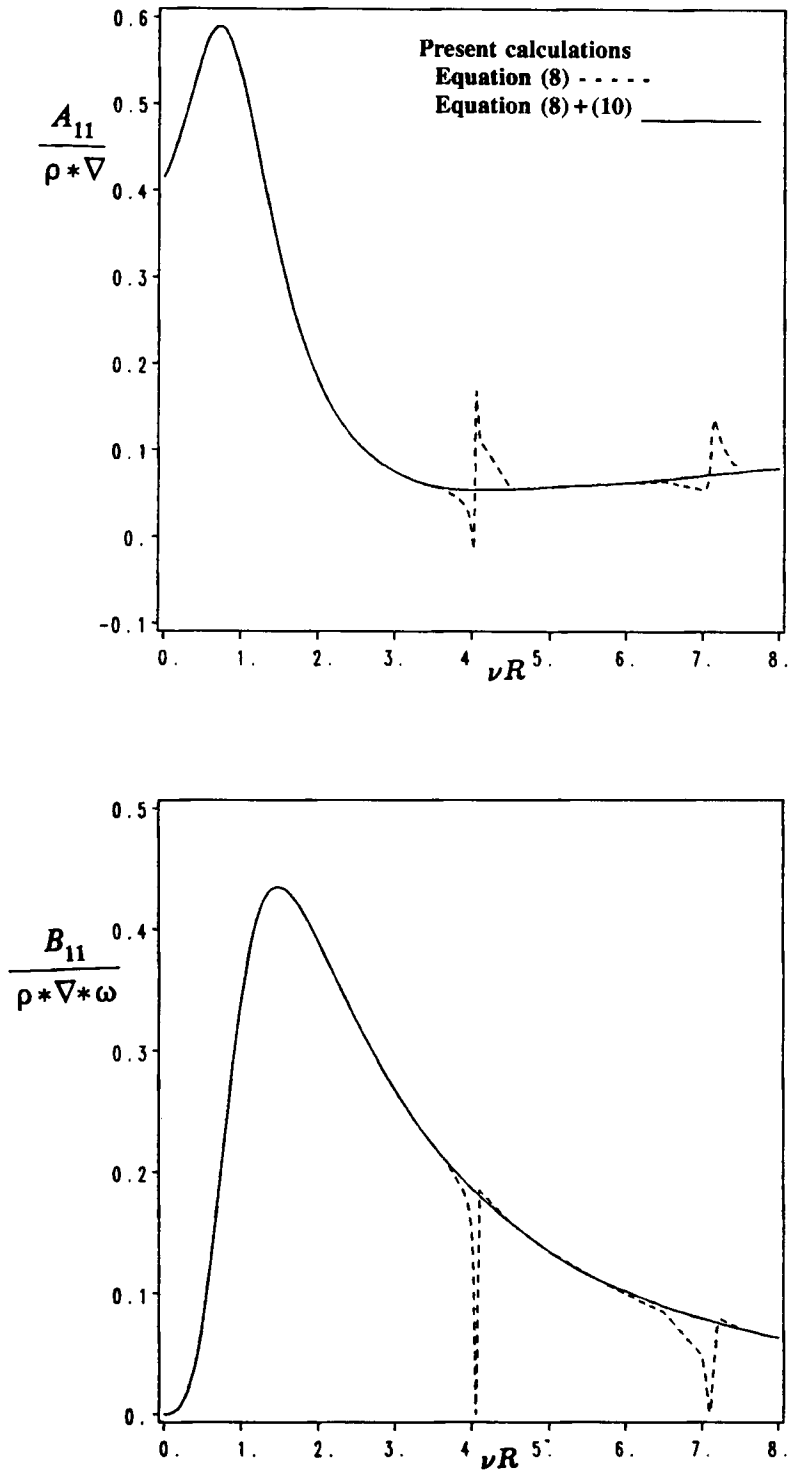 0.6
Present calculations
Equation (8) - - - - -
Equation (8)+(10)
0.5
A11
ρ*∇
0.4
0.3
0.2
0.1
0.
-0.1
0. 1. 2. 3. 4 5. 6. 7. 8.
νR
0.5
0.4
B11
ρ*∇*ω
0.3
0.2
0.1
0.
0. 1. 2. 3. 4 5. 6. 7. 8.
νR